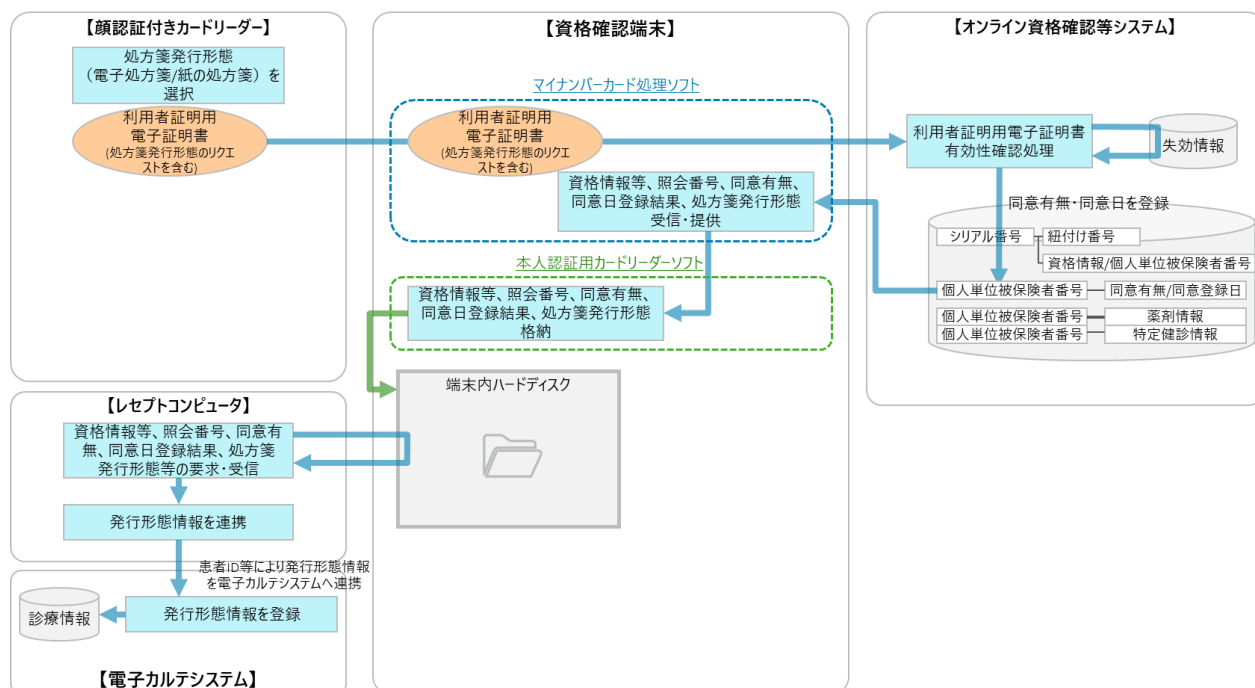 【顔認証付きカードリーダー】
処方箋発行形態
（電子処方箋/紙の処方箋）を
選択
利用者証明用
電子証明書
(処方箋発行形態のリクエ
ストを含む)
【資格確認端末】
マイナンバーカード処理ソフト
利用者証明用
電子証明書
(処方箋発行形態のリクエ
ストを含む)
資格情報等、照会番号、同意有無、
同意日登録結果、処方箋発行形態
受信・提供
本人認証用カードリーダーソフト
資格情報等、照会番号、同意有無、
同意日登録結果、処方箋発行形態
格納
端末内ハードディスク
【オンライン資格確認等システム】
利用者証明用電子証明書
有効性確認処理
失効情報
同意有無・同意日を登録
シリアル番号
紐付け番号
資格情報/個人単位被保険者番号
個人単位被保険者番号
同意有無/同意登録日
個人単位被保険者番号
薬剤情報
個人単位被保険者番号
特定健診情報
【レセプトコンピュータ】
資格情報等、照会番号、同意有
無、同意日登録結果、処方箋
発行形態等の要求・受信
発行形態情報を連携
患者ID等により発行形態情報
を電子カルテシステムへ連携
発行形態情報を登録
診療情報
【電子カルテシステム】